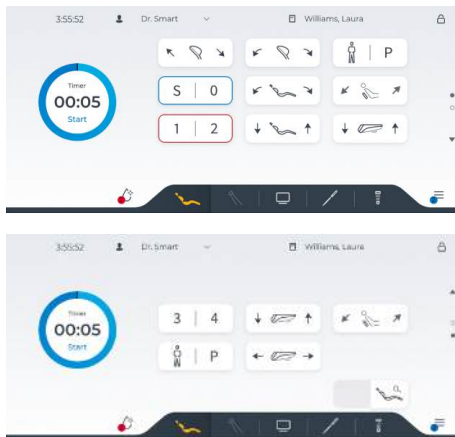 3:55:52 Dr. Smart Williams, Laura
P
Timer
00:05
Start
S | 0
1 | 2
3:55:52 Dr. Smart Williams, Laura
Timer
00:05
Start
3 | 4
P